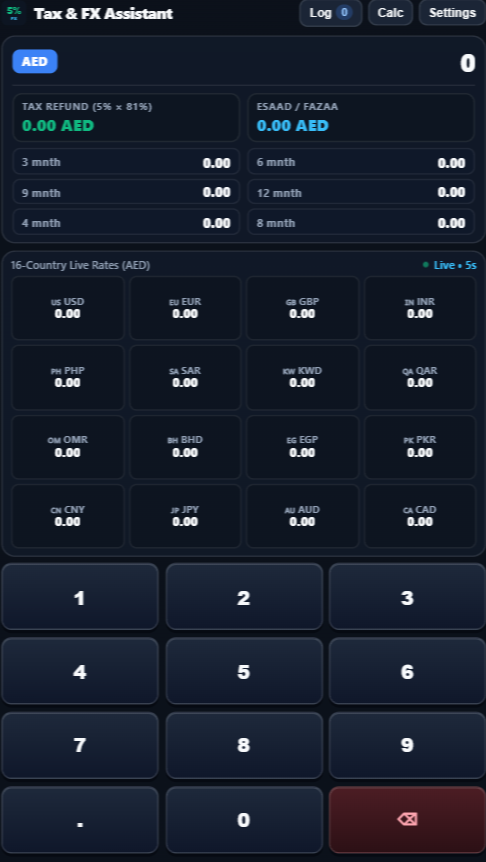 5%
FX
Tax & FX Assistant
Log 0
Calc
Settings
AED
0
TAX REFUND (5% × 81%)
0.00 AED
ESAAD / FAZAA
0.00 AED
3 mnth 0.00
6 mnth 0.00
9 mnth 0.00
12 mnth 0.00
4 mnth 0.00
8 mnth 0.00
16-Country Live Rates (AED)
Live • 5s
US USD
0.00
EU EUR
0.00
GB GBP
0.00
IN INR
0.00
PH PHP
0.00
SA SAR
0.00
KW KWD
0.00
QA QAR
0.00
OM OMR
0.00
BH BHD
0.00
EG EGP
0.00
PK PKR
0.00
CN CNY
0.00
JP JPY
0.00
AU AUD
0.00
CA CAD
0.00
1
2
3
4
5
6
7
8
9
.
0
⌫